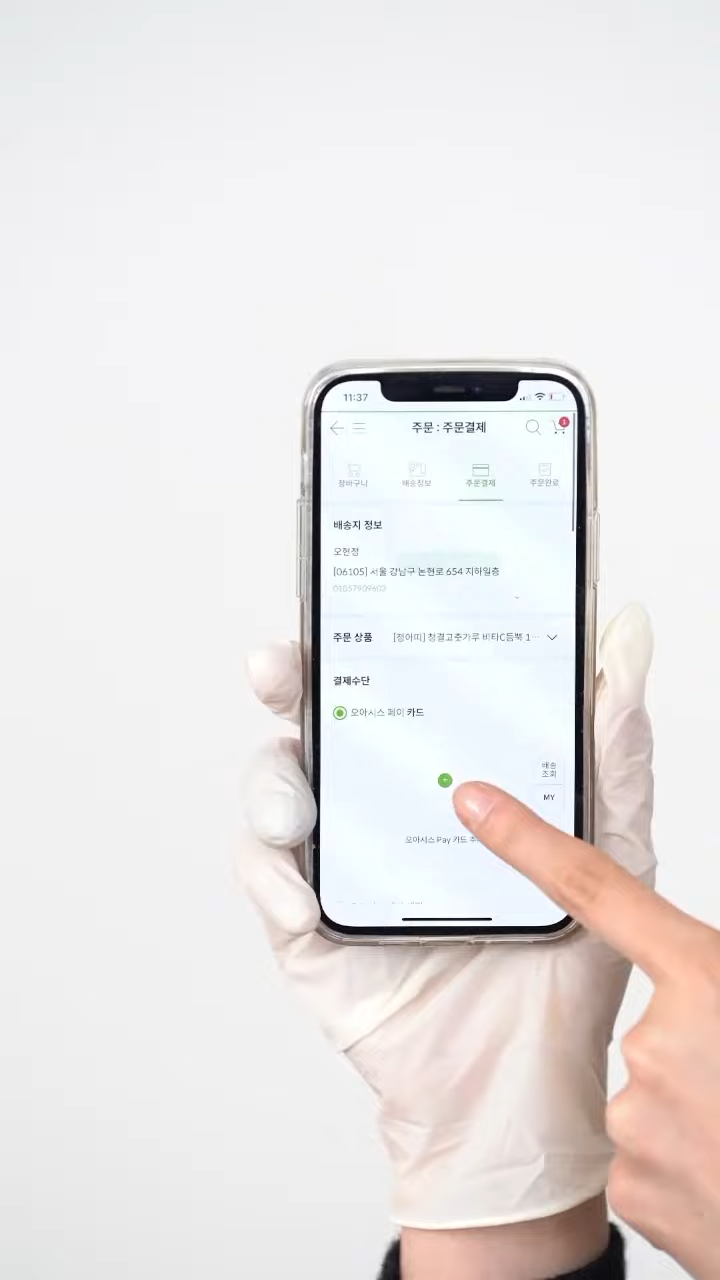 11:37
주문 : 주문결제
1
장바구니 배송정보 주문결제 주문완료
배송지 정보
오현정
[06105] 서울 강남구 논현로 654 지하일층
01057909602
주문 상품 [정이띠] 청결고춧가루 비타C듬뿍 1···
결제수단
오아시스 페이 카드
배송
조회
MY
오아시스 Pay 카드